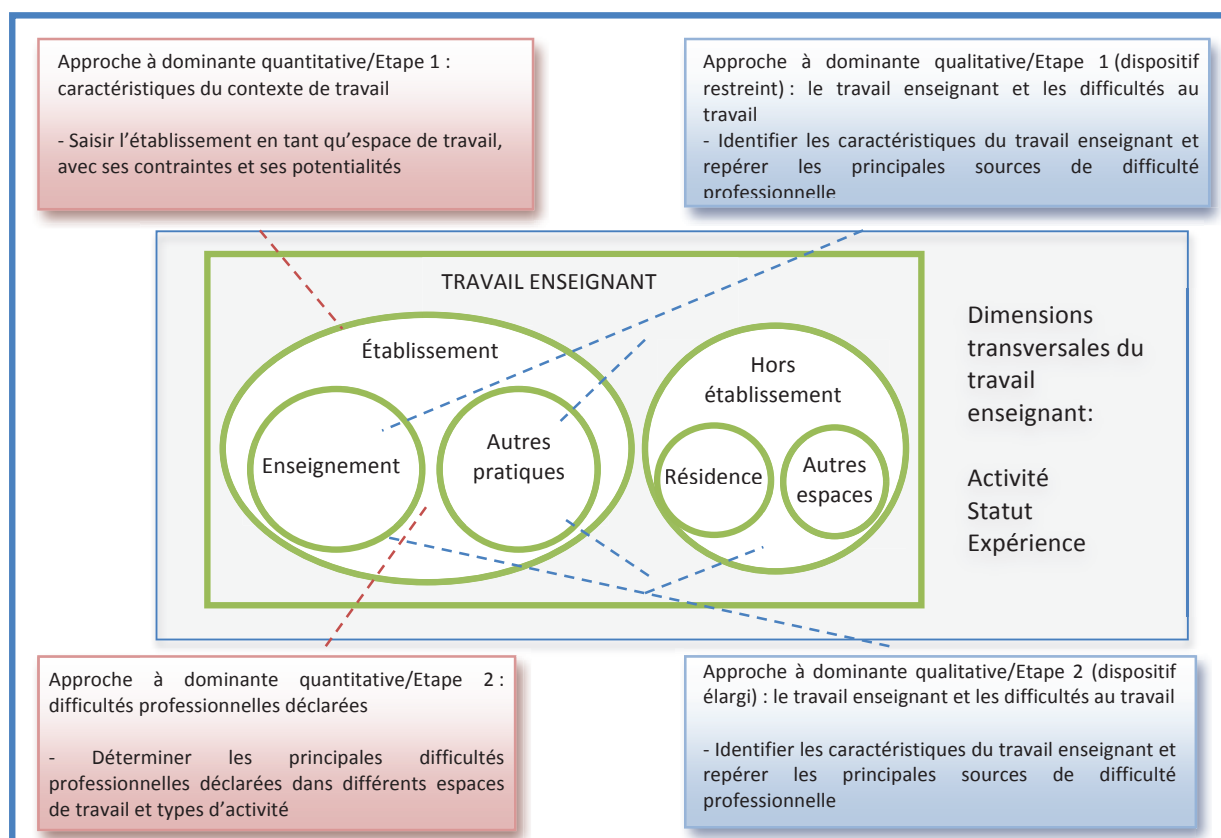 Approche à dominante quantitative/Etape 1 :
caractéristiques du contexte de travail
- Saisir l'établissement en tant qu'espace de travail,
avec ses contraintes et ses potentialités
Approche à dominante qualitative/Etape 1 (dispositif
restreint) : le travail enseignant et les difficultés au
travail
- Identifier les caractéristiques du travail enseignant et
repérer les principales sources de difficulté
professionnelle
TRAVAIL ENSEIGNANT
Établissement
Enseignement
Autres
pratiques
Hors
établissement
Résidence
Autres
espaces
Dimensions
transversales du
travail
enseignant:
Activité
Statut
Expérience
Approche à dominante quantitative/Etape 2 :
difficultés professionnelles déclarées
- Déterminer les principales difficultés
professionnelles déclarées dans différents espaces
de travail et types d'activité
Approche à dominante qualitative/Etape 2 (dispositif
élargi) : le travail enseignant et les difficultés au travail
- Identifier les caractéristiques du travail enseignant et
repérer les principales sources de difficulté
professionnelle